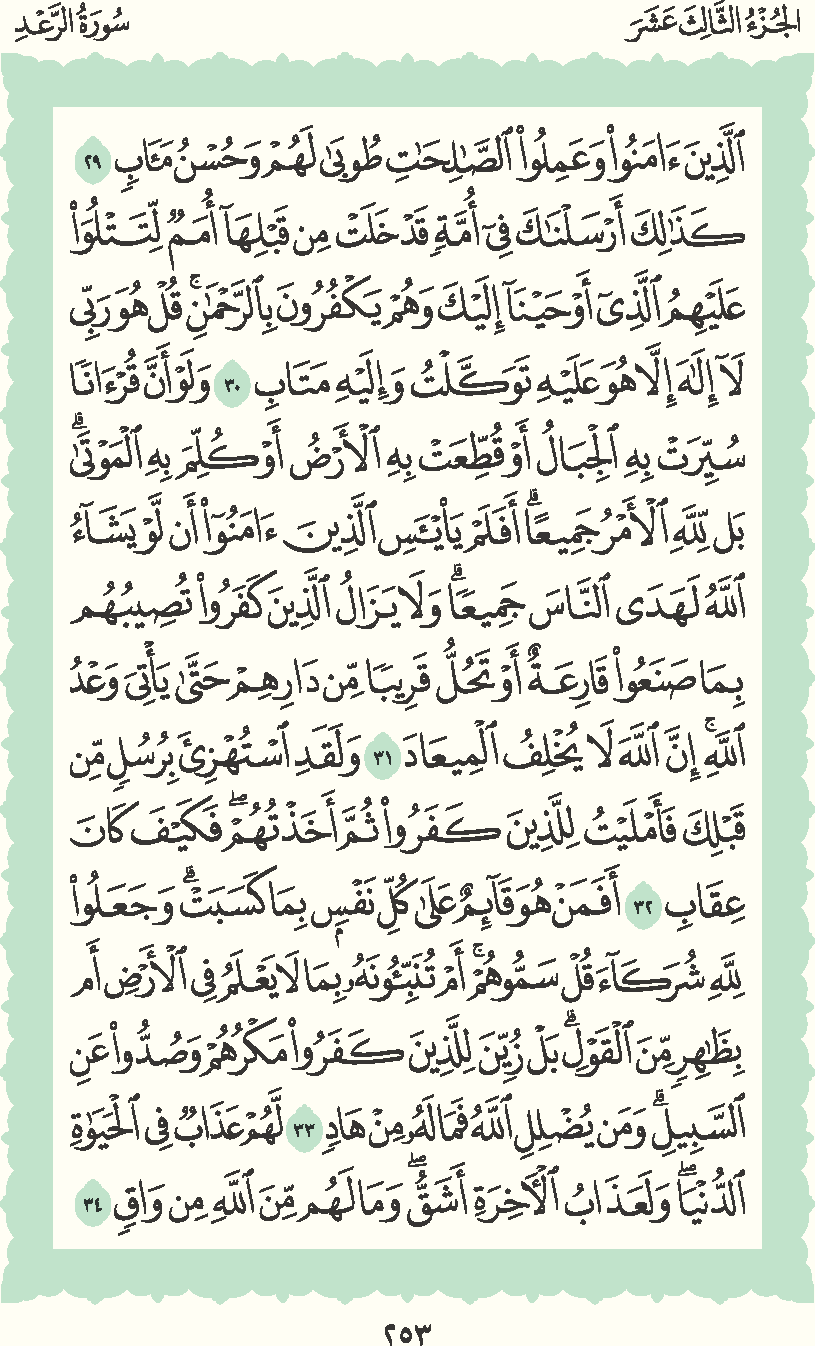 الجُزْءُ الثَّالِثَ عَشَرَ
سُورَةُ الرَّعْدِ
ٱلَّذِينَ ءَامَنُوا۟ وَعَمِلُوا۟ ٱلصَّٰلِحَٰتِ طُوبَىٰ لَهُمْ وَحُسْنُ مَـَٔابٍۢ ٢٩
كَذَٰلِكَ أَرْسَلْنَٰكَ فِىٓ أُمَّةٍۢ قَدْ خَلَتْ مِن قَبْلِهَآ أُمَمٌۭ لِّتَتْلُوَا۟
عَلَيْهِمُ ٱلَّذِىٓ أَوْحَيْنَآ إِلَيْكَ وَهُمْ يَكْفُرُونَ بِٱلرَّحْمَٰنِ ۚ قُلْ هُوَ رَبِّى
لَآ إِلَٰهَ إِلَّا هُوَ عَلَيْهِ تَوَكَّلْتُ وَإِلَيْهِ مَتَابِ ٣٠ وَلَوْ أَنَّ قُرْءَانًۭا
سُيِّرَتْ بِهِ ٱلْجِبَالُ أَوْ قُطِّعَتْ بِهِ ٱلْأَرْضُ أَوْ كُلِّمَ بِهِ ٱلْمَوْتَىٰ ۗ
بَل لِّلَّهِ ٱلْأَمْرُ جَمِيعًا ۗ أَفَلَمْ يَا۟يْـَٔسِ ٱلَّذِينَ ءَامَنُوٓا۟ أَن لَّوْ يَشَآءُ
ٱللَّهُ لَهَدَى ٱلنَّاسَ جَمِيعًۭا ۗ وَلَا يَزَالُ ٱلَّذِينَ كَفَرُوا۟ تُصِيبُهُم
بِمَا صَنَعُوا۟ قَارِعَةٌ أَوْ تَحُلُّ قَرِيبًۭا مِّن دَارِهِمْ حَتَّىٰ يَأْتِىَ وَعْدُ
ٱللَّهِ ۚ إِنَّ ٱللَّهَ لَا يُخْلِفُ ٱلْمِيعَادَ ٣١ وَلَقَدِ ٱسْتُهْزِئَ بِرُسُلٍۢ مِّن
قَبْلِكَ فَأَمْلَيْتُ لِلَّذِينَ كَفَرُوا۟ ثُمَّ أَخَذْتُهُمْ ۖ فَكَيْفَ كَانَ
عِقَابِ ٣٢ أَفَمَنْ هُوَ قَآئِمٌ عَلَىٰ كُلِّ نَفْسٍۭ بِمَا كَسَبَتْ ۗ وَجَعَلُوا۟
لِلَّهِ شُرَكَآءَ قُلْ سَمُّوهُمْ ۚ أَمْ تُنَبِّـُٔونَهُۥ بِمَا لَا يَعْلَمُ فِى ٱلْأَرْضِ أَم
بِظَٰهِرٍۢ مِّنَ ٱلْقَوْلِ ۗ بَلْ زُيِّنَ لِلَّذِينَ كَفَرُوا۟ مَكْرُهُمْ وَصُدُّوا۟ عَنِ
ٱلسَّبِيلِ ۗ وَمَن يُضْلِلِ ٱللَّهُ فَمَا لَهُۥ مِنْ هَادٍۢ ٣٣ لَّهُمْ عَذَابٌۭ فِى ٱلْحَيَوٰةِ
ٱلدُّنْيَا ۖ وَلَعَذَابُ ٱلْءَاخِرَةِ أَشَقُّ ۖ وَمَا لَهُم مِّنَ ٱللَّهِ مِن وَاقٍۢ ٣٤
٢٥٣